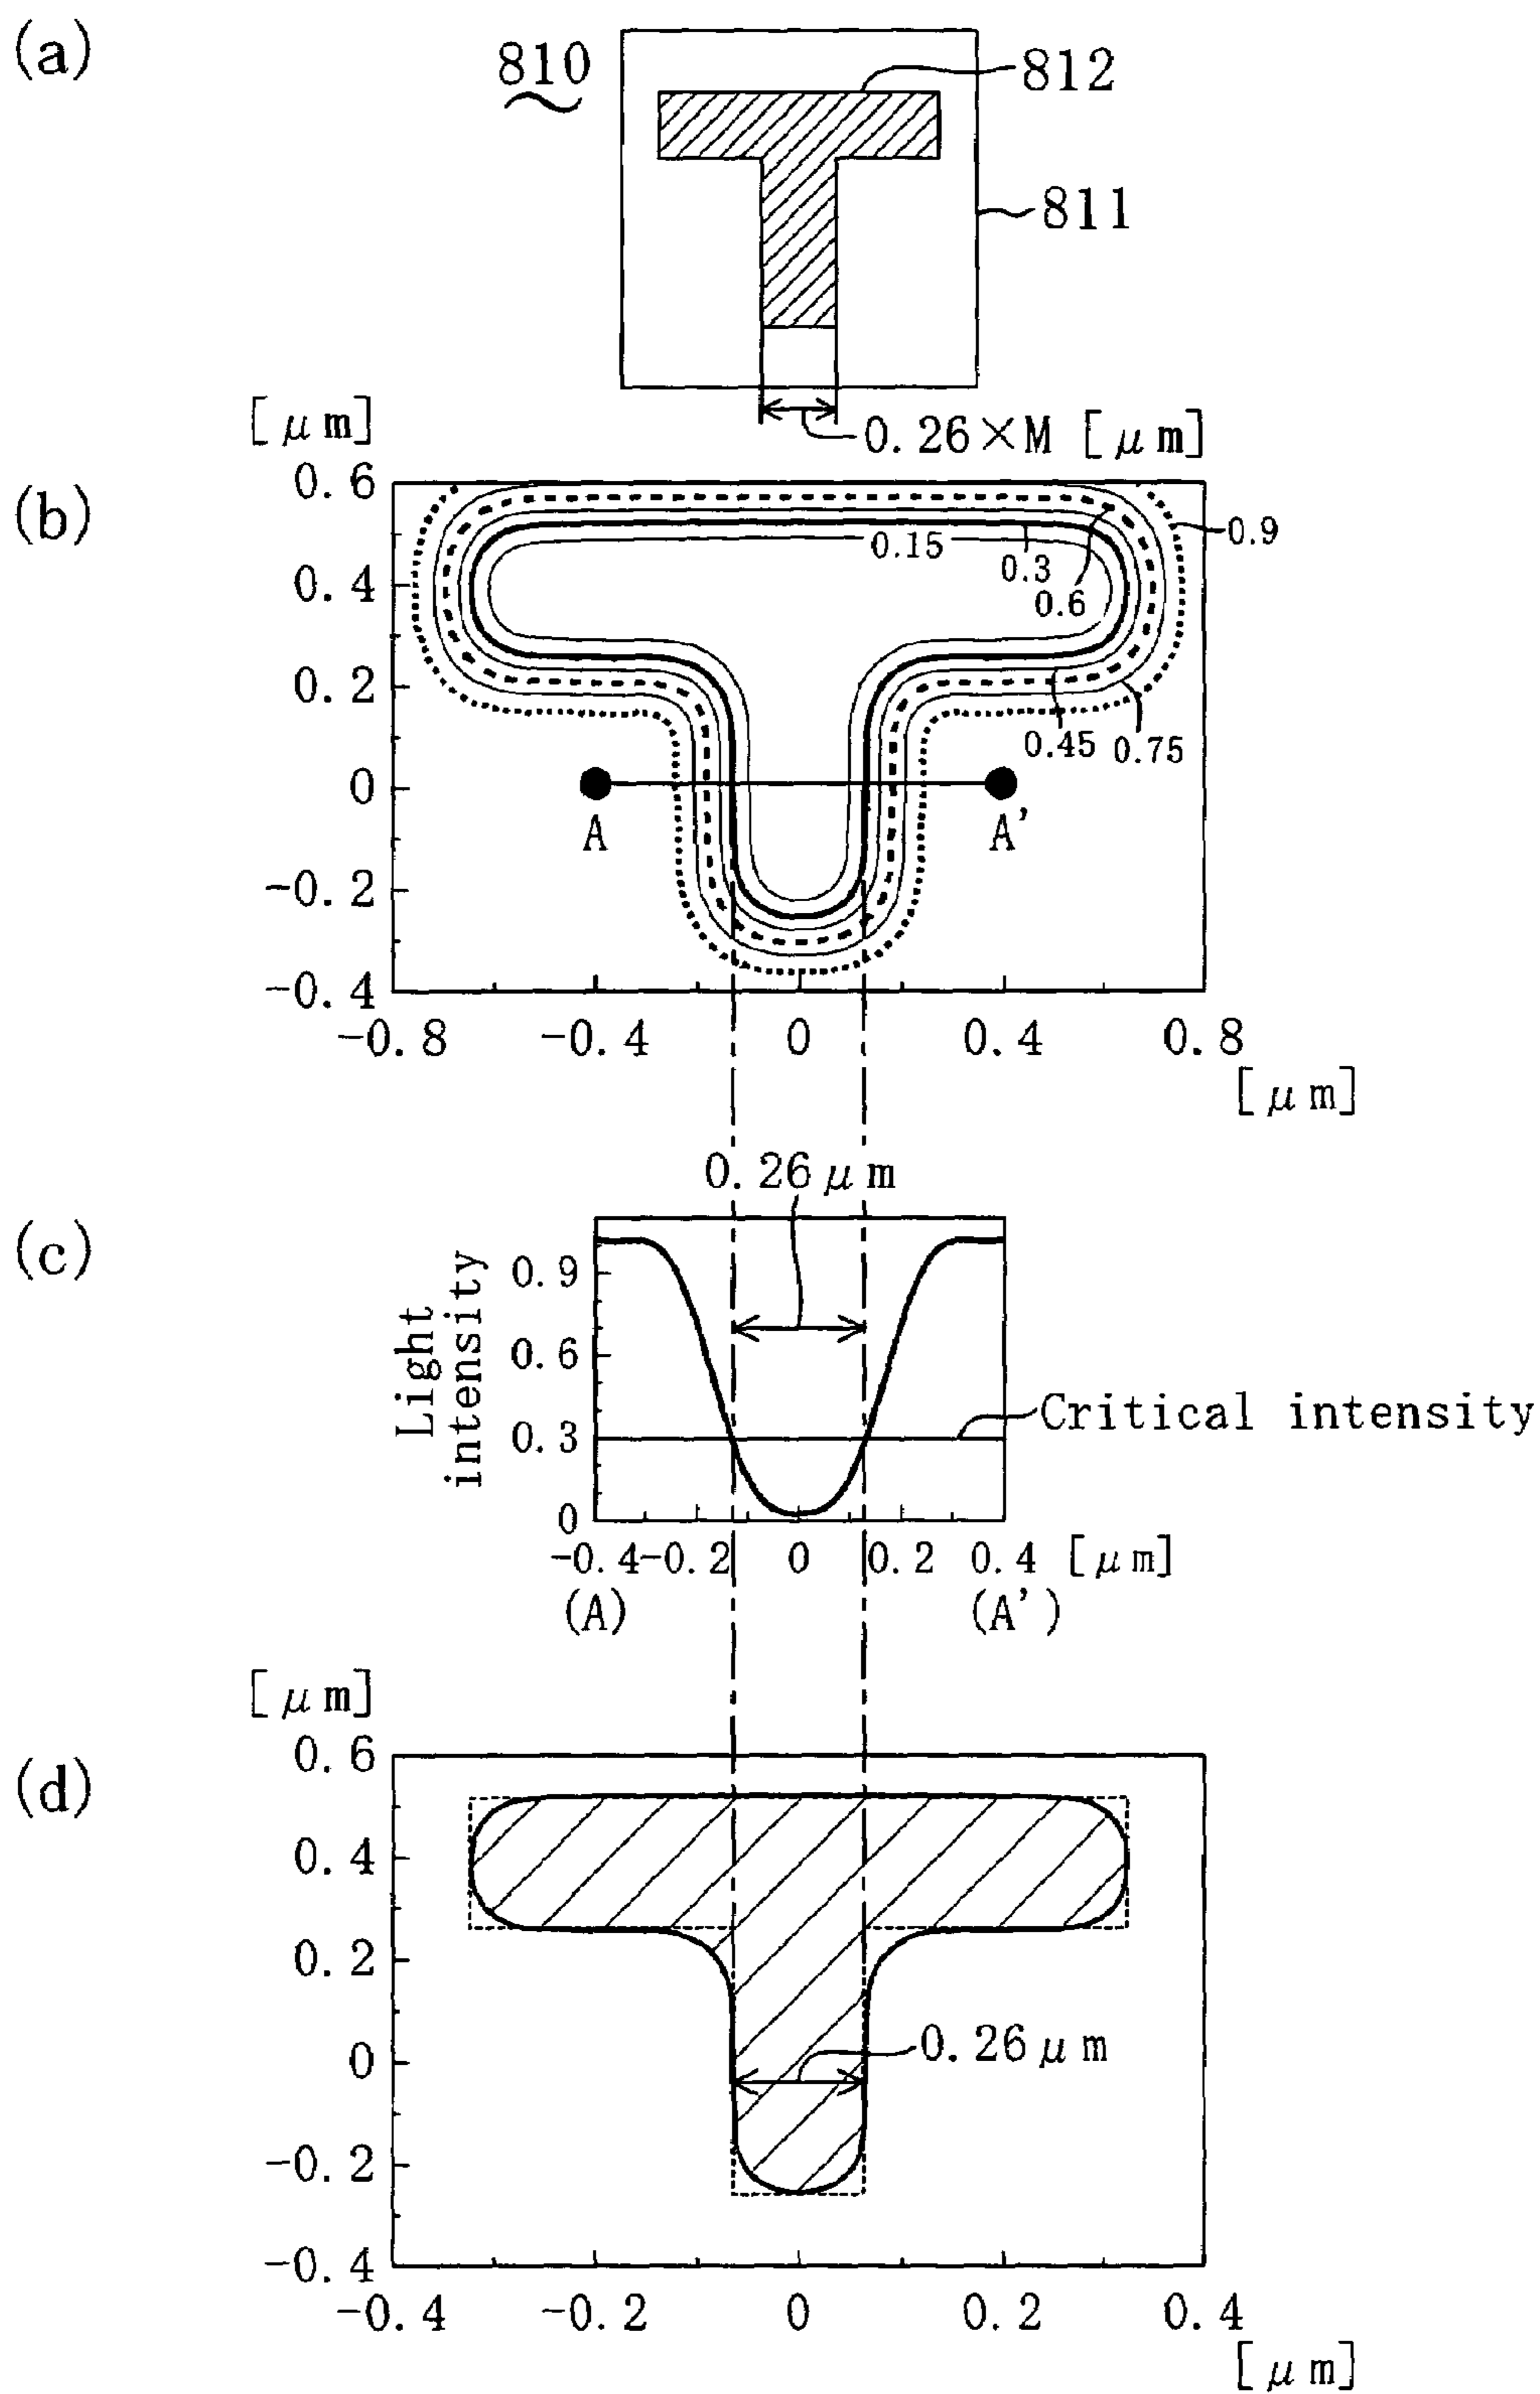 (a)
810
812
811
0.26×M [μm]
(b)
[μm]
0.6
0.4
0.2
0
-0.2
-0.4
0.15
0.3
0.6
0.9
0.45
0.75
A
A'
-0.8
-0.4
0
0.4
0.8
[μm]
(c)
0.26μm
Light
intensity
0.9
0.6
0.3
0
Critical intensity
-0.4
-0.2
0
0.2
0.4
[μm]
(A)
(A')
(d)
[μm]
0.6
0.4
0.2
0
-0.2
-0.4
0.26μm
-0.4
-0.2
0
0.2
0.4
[μm]